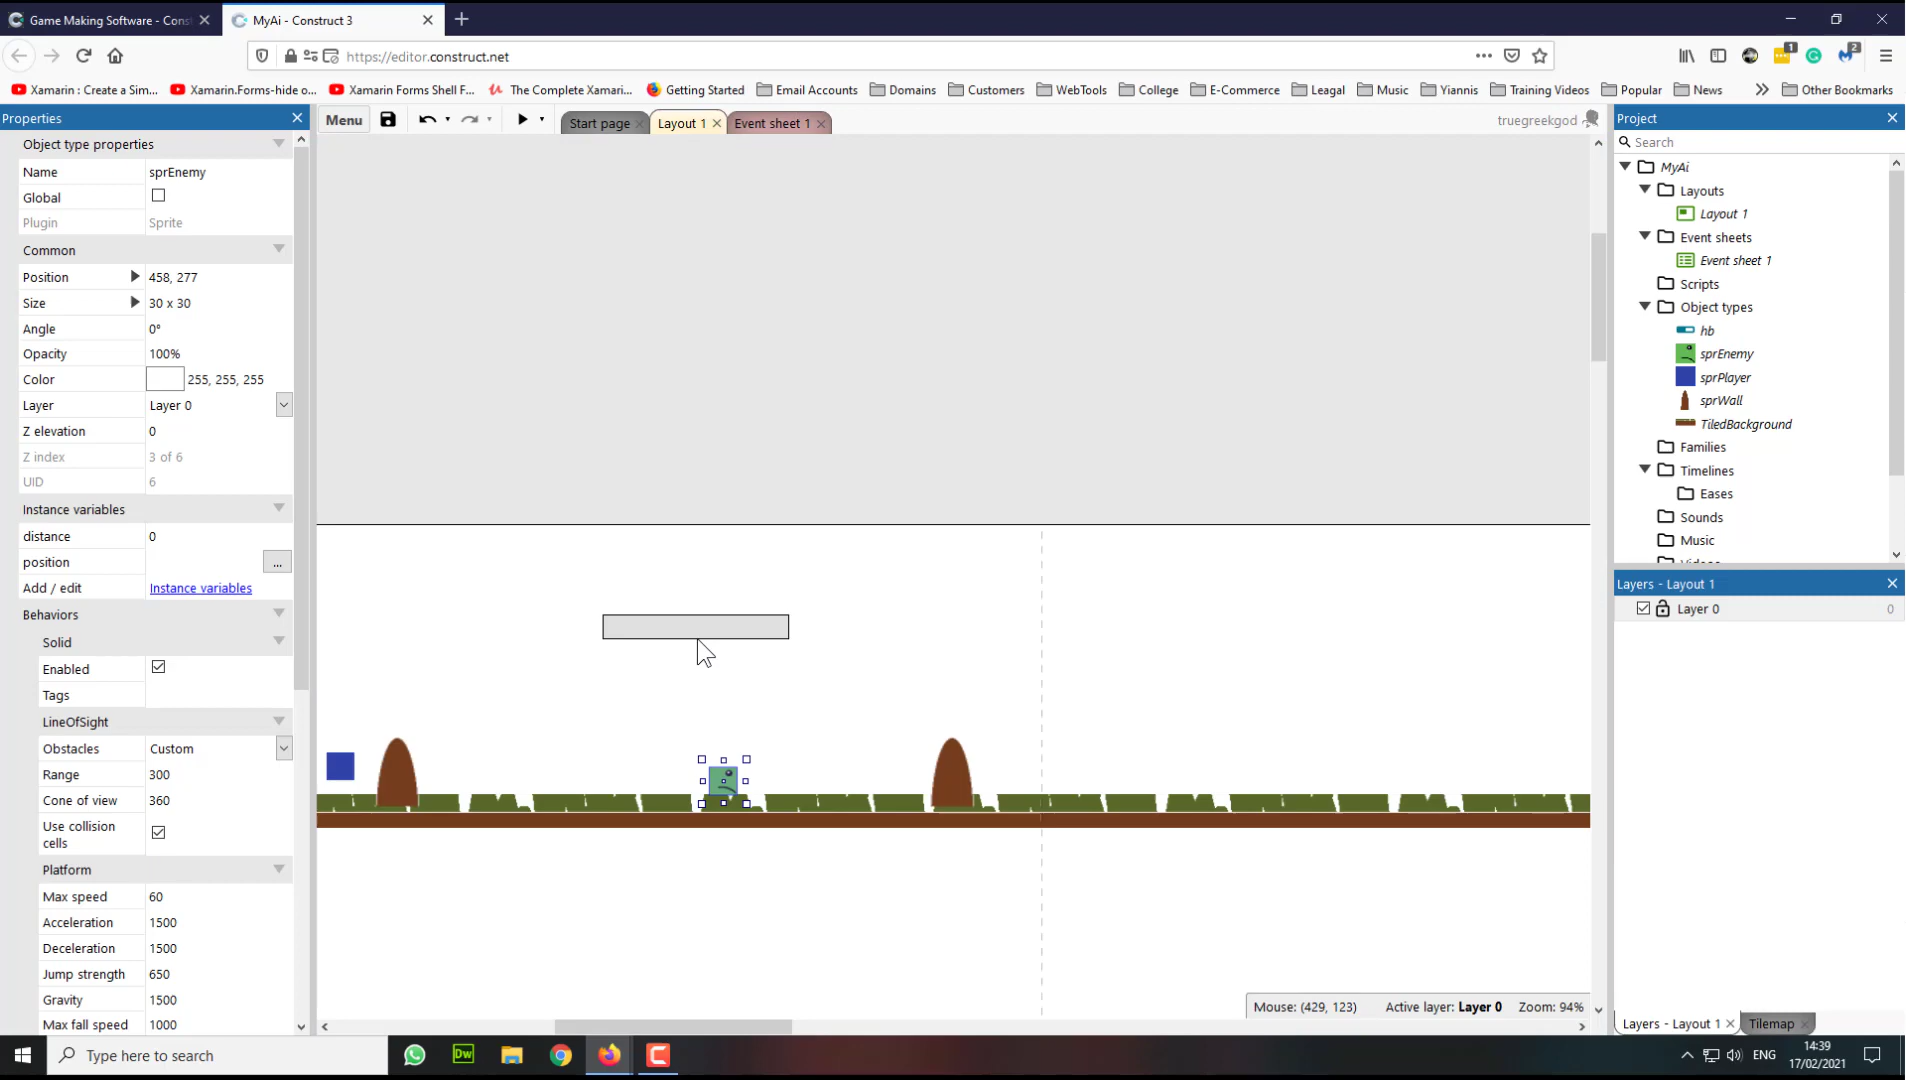 Game Making Software - Cons
MyAi - Construct 3
https://editor.construct.net
1
2
Xamarin : Create a Sim...
Xamarin.Forms-hide o...
Xamarin Forms Shell F...
The Complete Xamari...
Getting Started
Email Accounts
Domains
Customers
WebTools
College
E-Commerce
Leagal
Music
Yiannis
Training Videos
Popular
News
Other Bookmarks
Properties
Menu
Start page
Layout 1
Event sheet 1
truegreekgod
Project
Object type properties
Name sprEnemy
Global
Plugin Sprite
Common
Position 458, 277
Size 30 x 30
Angle 0°
Opacity 100%
Color 255, 255, 255
Layer Layer 0
Z elevation 0
Z index 3 of 6
UID 6
Instance variables
distance 0
position ...
Add / edit Instance variables
Behaviors
Solid
Enabled
Tags
LineOfSight
Obstacles Custom
Range 300
Cone of view 360
Use collision
cells
Platform
Max speed 60
Acceleration 1500
Deceleration 1500
Jump strength 650
Gravity 1500
Max fall speed 1000
Search
MyAi
Layouts
Layout 1
Event sheets
Event sheet 1
Scripts
Object types
hb
sprEnemy
sprPlayer
sprWall
TiledBackground
Families
Timelines
Eases
Sounds
Music
Layers - Layout 1
Layer 0 0
Mouse: (429, 123) Active layer: Layer 0 Zoom: 94%
Layers - Layout 1
Tilemap
Type here to search
Dw
ENG
14:39
17/02/2021